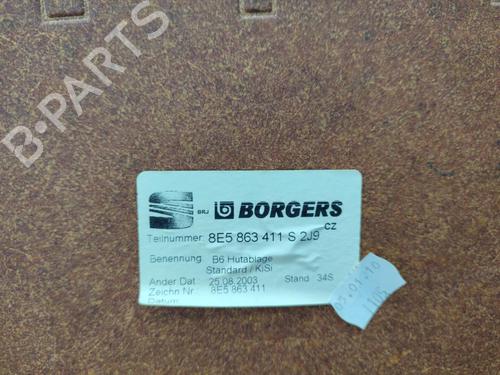 B-PARTS
BRJ BORGERS
CZ
Teilnummer: 8E5 863 411 S 2J9
Benennung B6 Hutablage
Standard / KiSi
Ander Dat 25.08.2003 Stand 34S
Zeichn Nr. 8E5 863 411
Datum